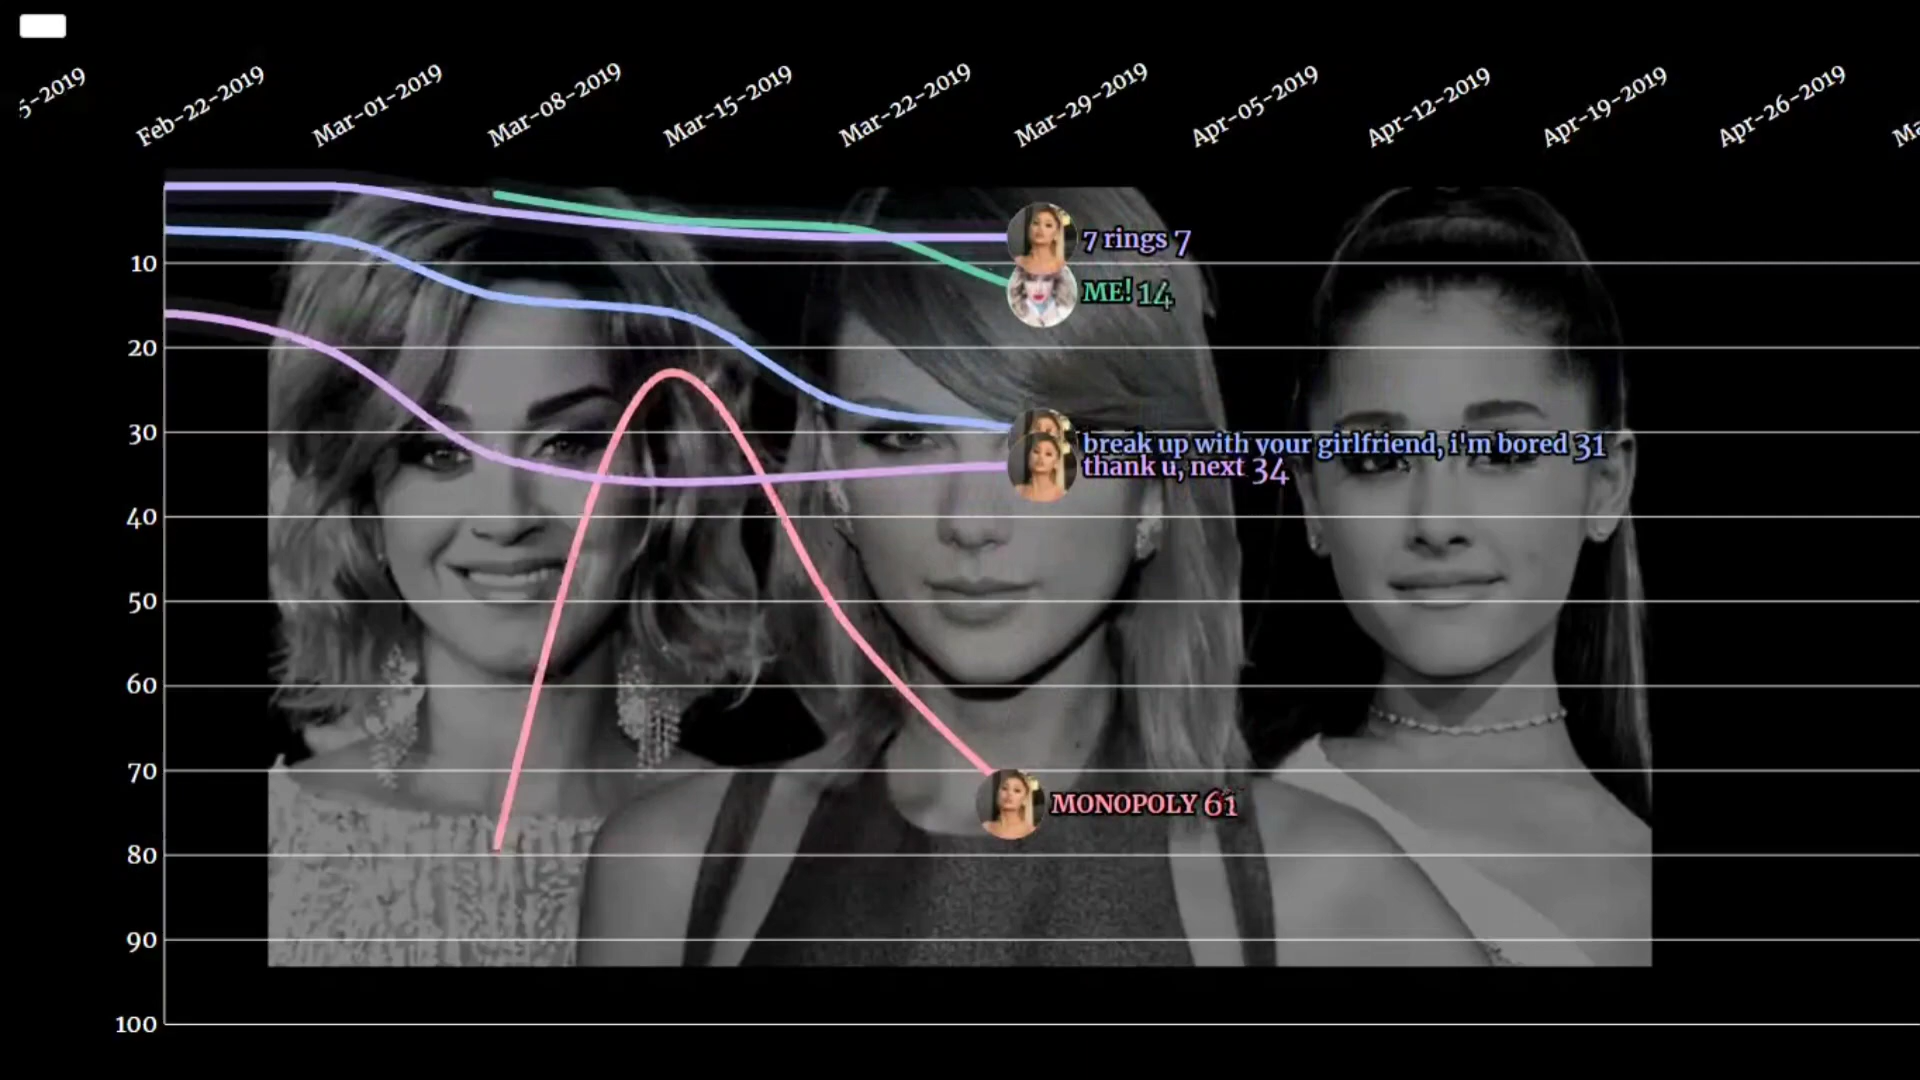 5-2019
Feb-22-2019
Mar-01-2019
Mar-08-2019
Mar-15-2019
Mar-22-2019
Mar-29-2019
Apr-05-2019
Apr-12-2019
Apr-19-2019
Apr-26-2019
Ma
10
20
30
40
50
60
70
80
90
100
7 rings 7
ME! 14
break up with your girlfriend, i'm bored 31
thank u, next 34
MONOPOLY 61